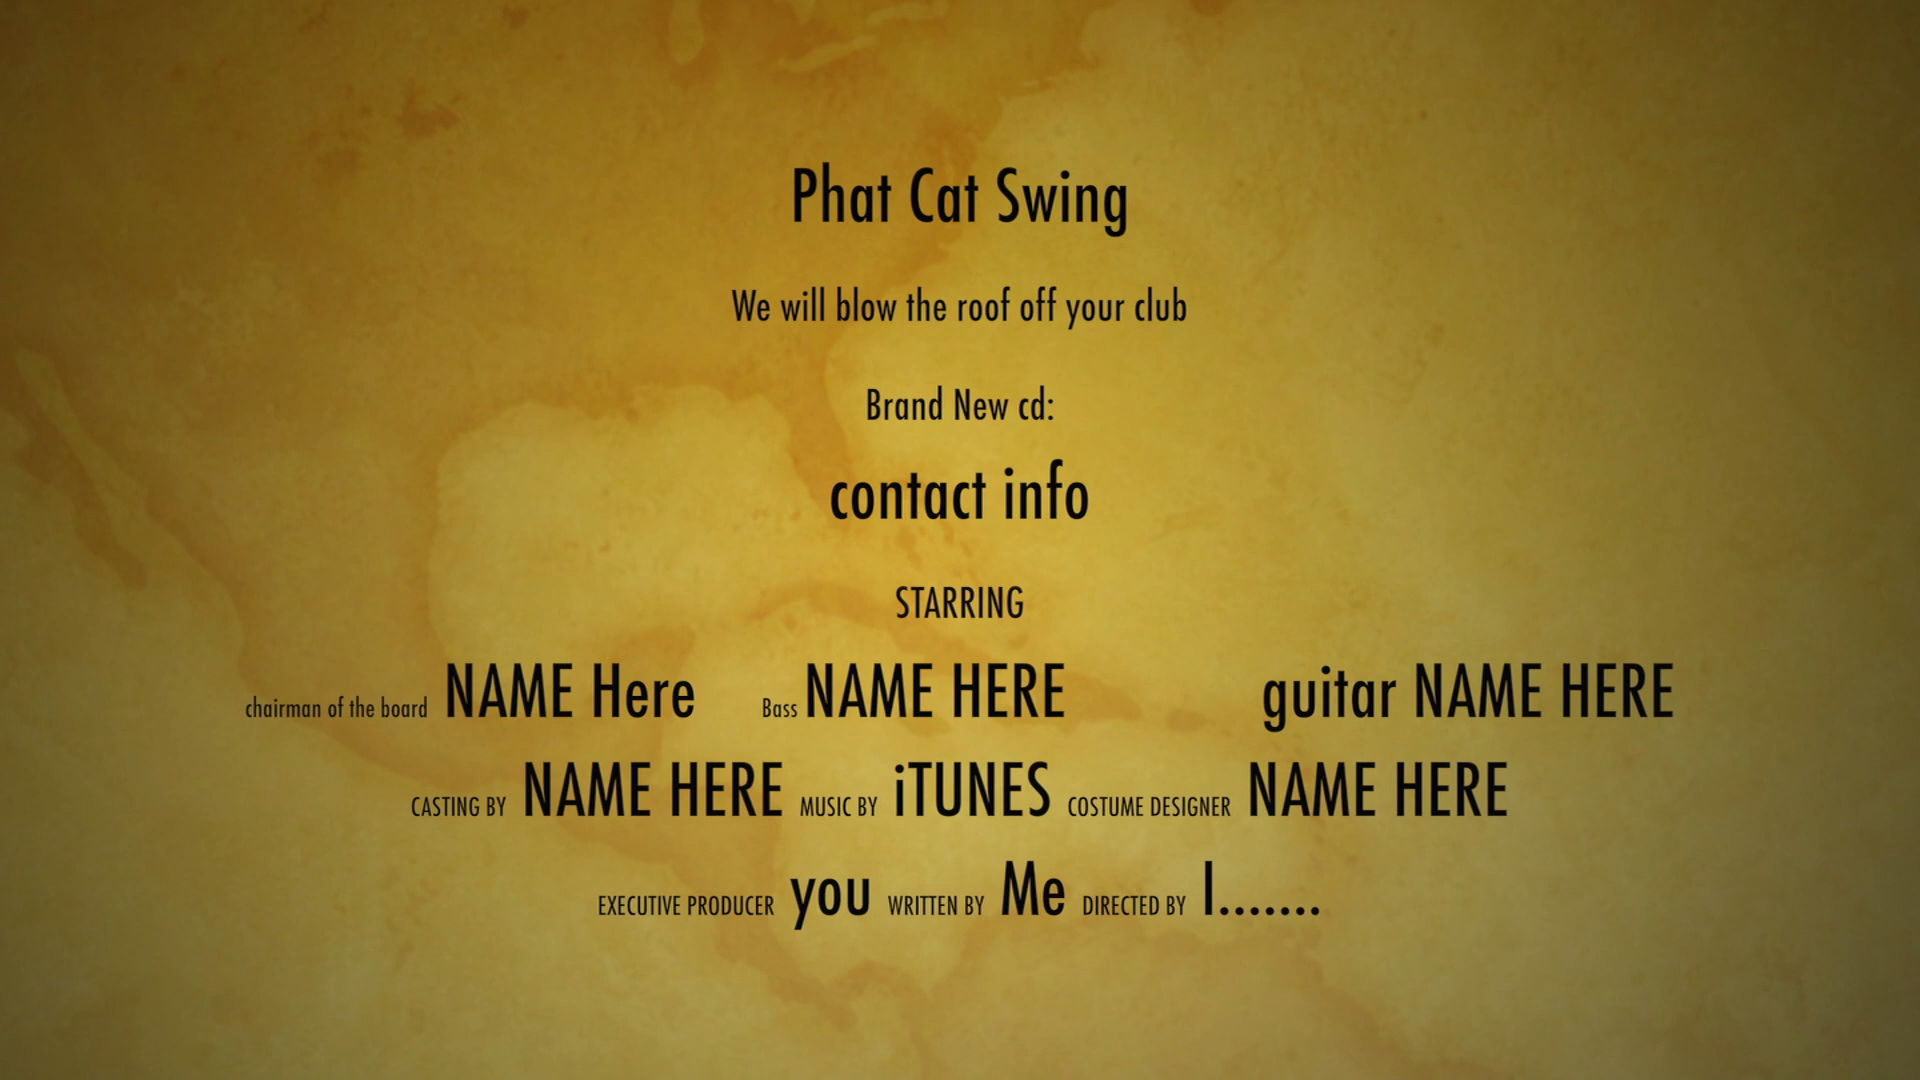 Phat Cat Swing
We will blow the roof off your club
Brand New cd:
contact info
STARRING
chairman of the board NAME Here Bass NAME HERE guitar NAME HERE
CASTING BY NAME HERE MUSIC BY iTUNES COSTUME DESIGNER NAME HERE
EXECUTIVE PRODUCER you WRITTEN BY Me DIRECTED BY I.......